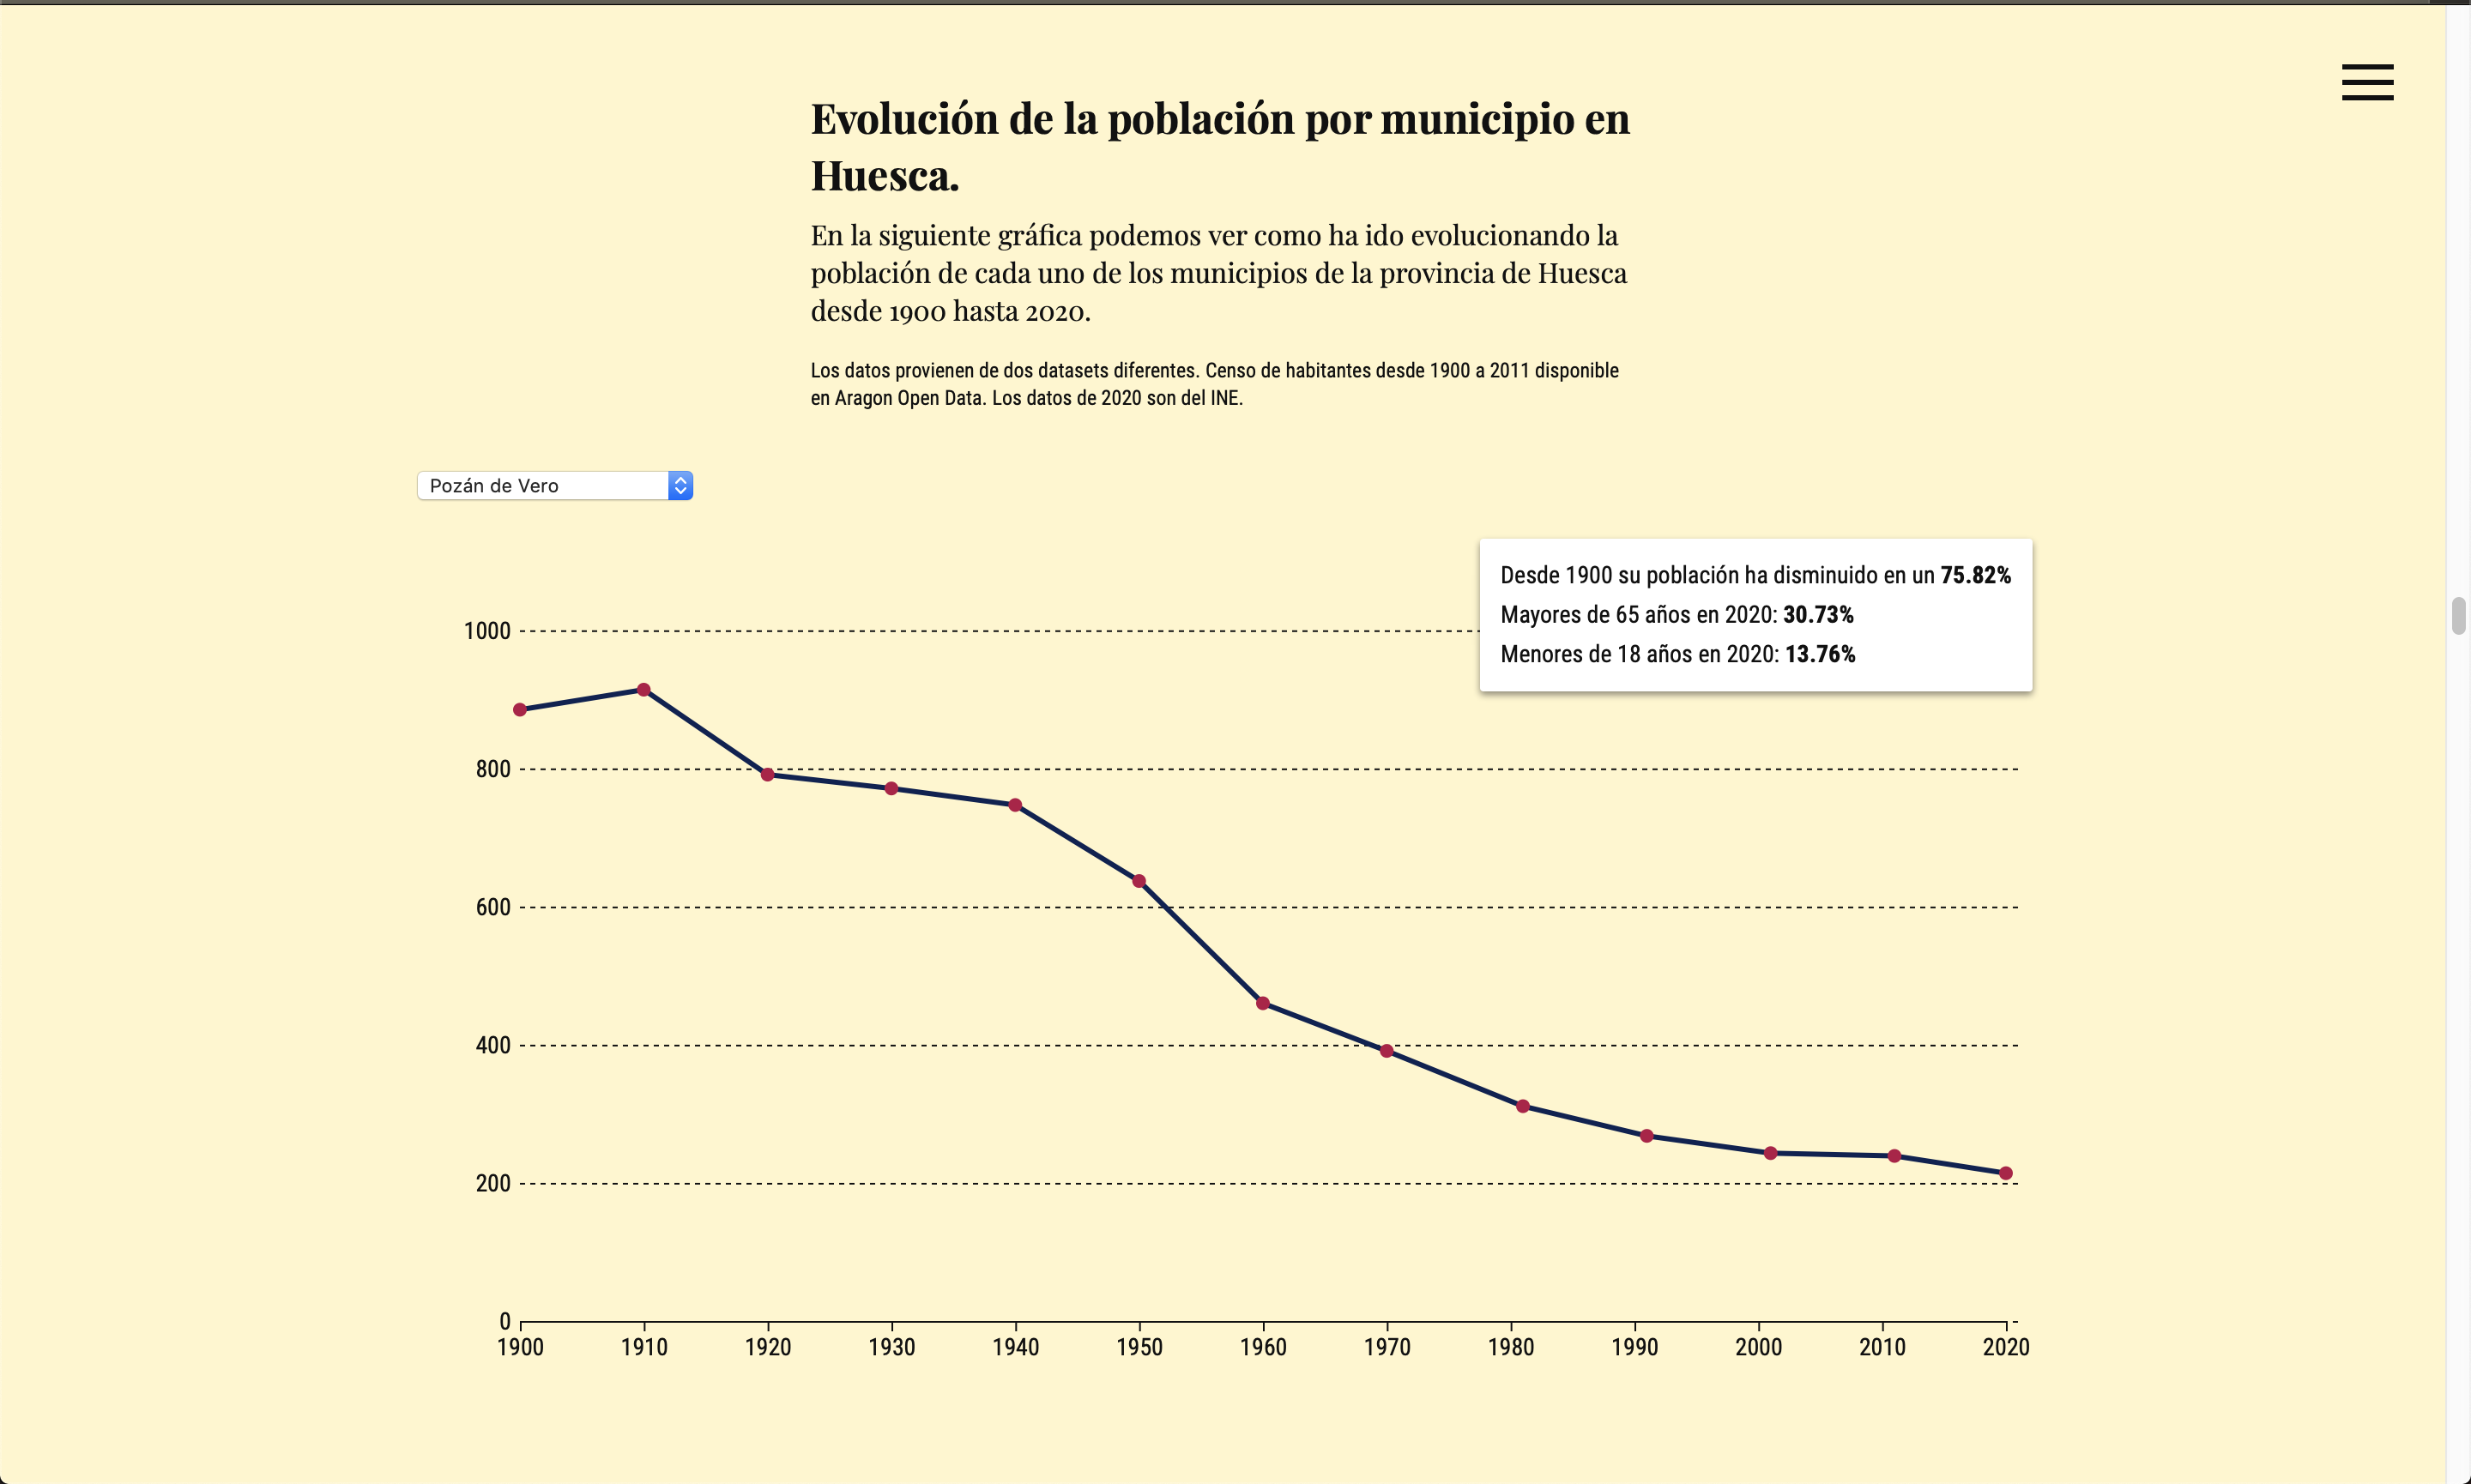 Evolución de la población por municipio en
Huesca.
En la siguiente gráfica podemos ver como ha ido evolucionando la
población de cada uno de los municipios de la provincia de Huesca
desde 1900 hasta 2020.
Los datos provienen de dos datasets diferentes. Censo de habitantes desde 1900 a 2011 disponible
en Aragon Open Data. Los datos de 2020 son del INE.
Pozán de Vero
Desde 1900 su población ha disminuido en un 75.82%
Mayores de 65 años en 2020: 30.73%
Menores de 18 años en 2020: 13.76%
1000
800
600
400
200
0
1900 1910 1920 1930 1940 1950 1960 1970 1980 1990 2000 2010 2020